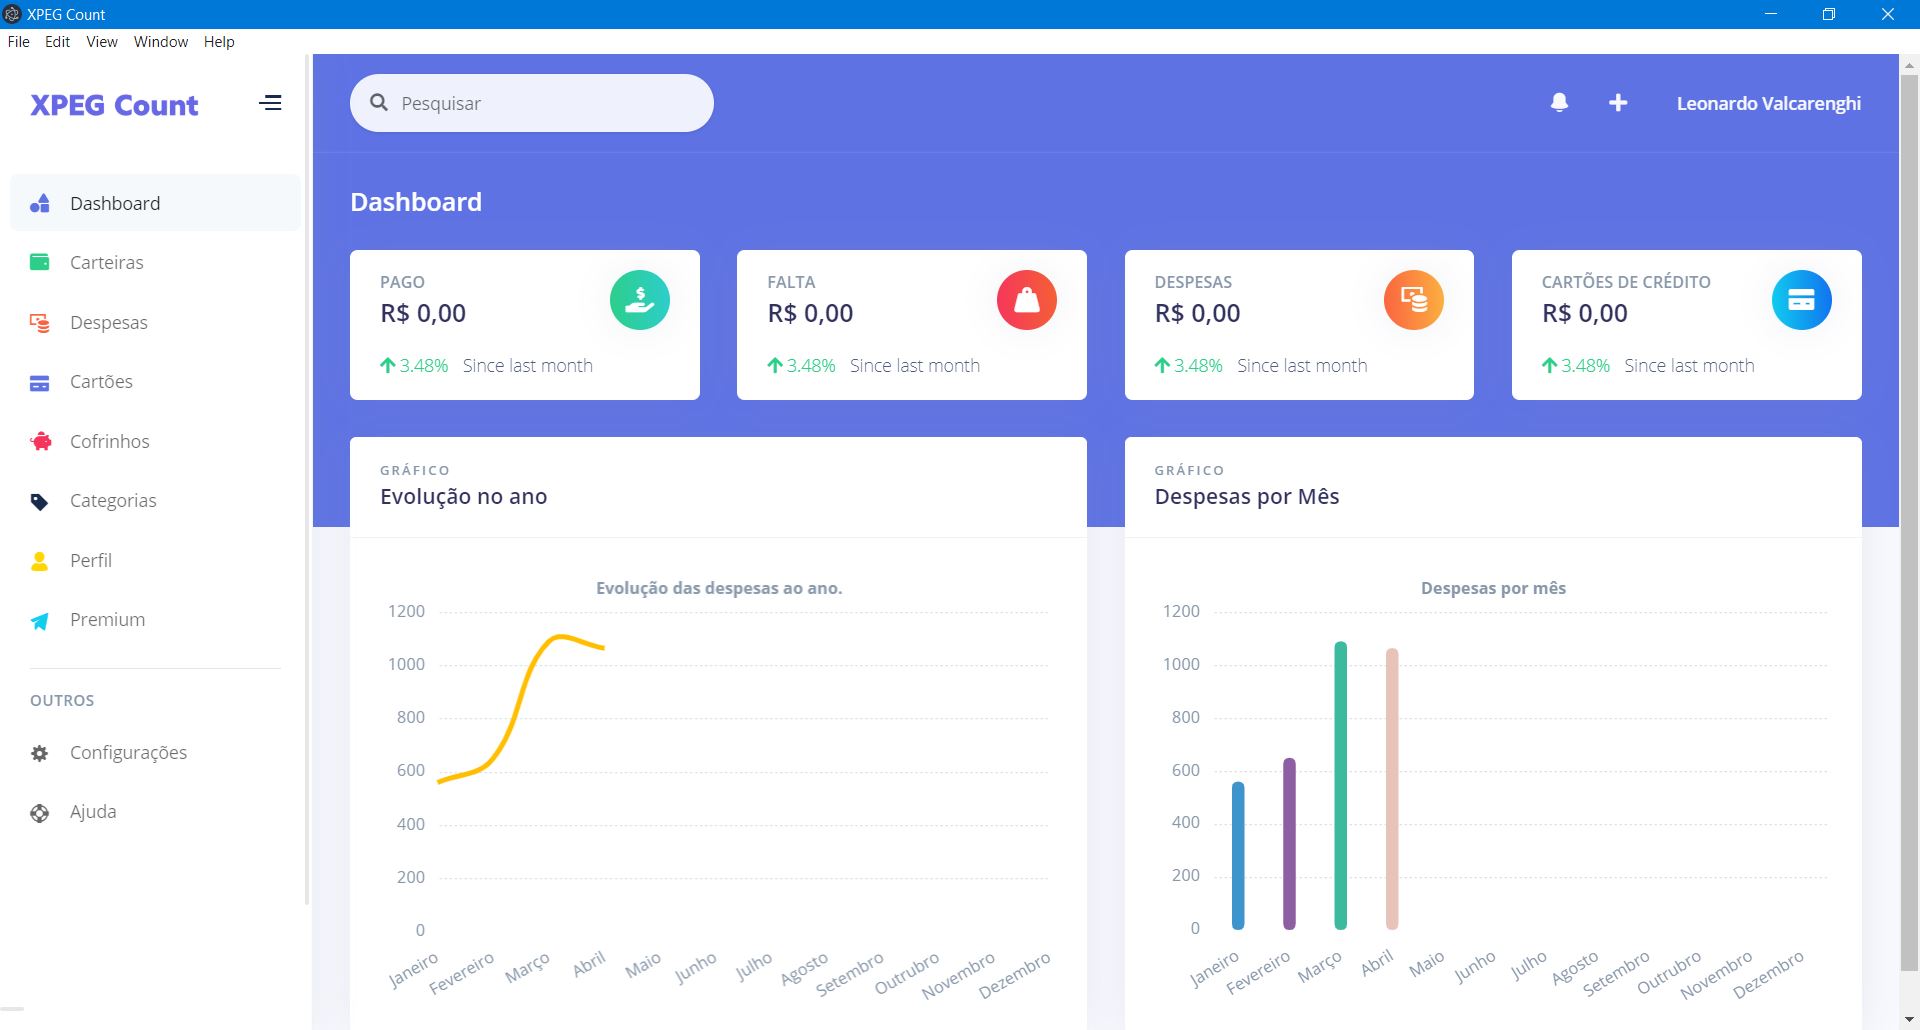 XPEG Count
File Edit View Window Help
XPEG Count
Dashboard
Carteiras
Despesas
Cartões
Cofrinhos
Categorias
Perfil
Premium
OUTROS
Configurações
Ajuda
Pesquisar
Leonardo Valcarenghi
Dashboard
PAGO
R$ 0,00
3.48% Since last month
FALTA
R$ 0,00
3.48% Since last month
DESPESAS
R$ 0,00
3.48% Since last month
CARTÕES DE CRÉDITO
R$ 0,00
3.48% Since last month
GRÁFICO
Evolução no ano
Evolução das despesas ao ano.
1200
1000
800
600
400
200
0
Janeiro Fevereiro Março Abril Maio Junho Julho Agosto Setembro Outrubro Novembro Dezembro
GRÁFICO
Despesas por Mês
Despesas por mês
1200
1000
800
600
400
200
0
Janeiro Fevereiro Março Abril Maio Junho Julho Agosto Setembro Outrubro Novembro Dezembro